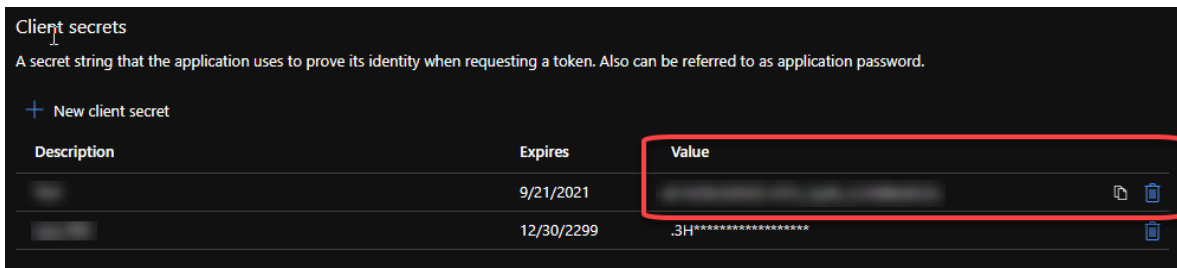 Client secrets
A secret string that the application uses to prove its identity when requesting a token. Also can be referred to as application password.
New client secret
Description Expires Value
9/21/2021
12/30/2299 .3H******************